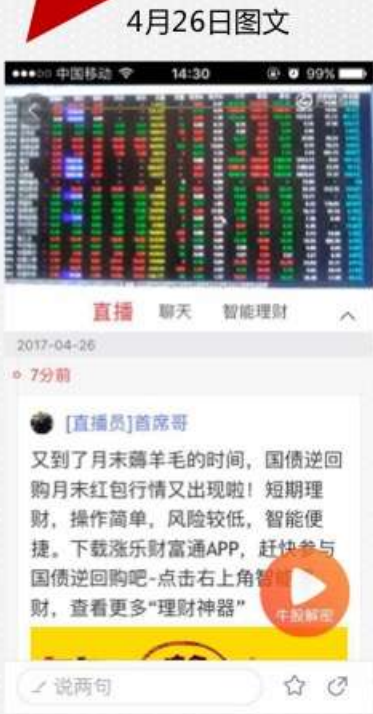 4月26日图文
中国移动 14:30 99%
直播 聊天 智能理财
2017-04-26
7分前
[直播员]首席哥
又到了月末薅羊毛的时间，国债逆回
购月末红包行情又出现啦！短期理
财，操作简单，风险较低，智能便
捷。下载涨乐财富通APP，赶快参与
国债逆回购吧-点击右上角智能
财，查看更多“理财神器”
牛股解密
说两句